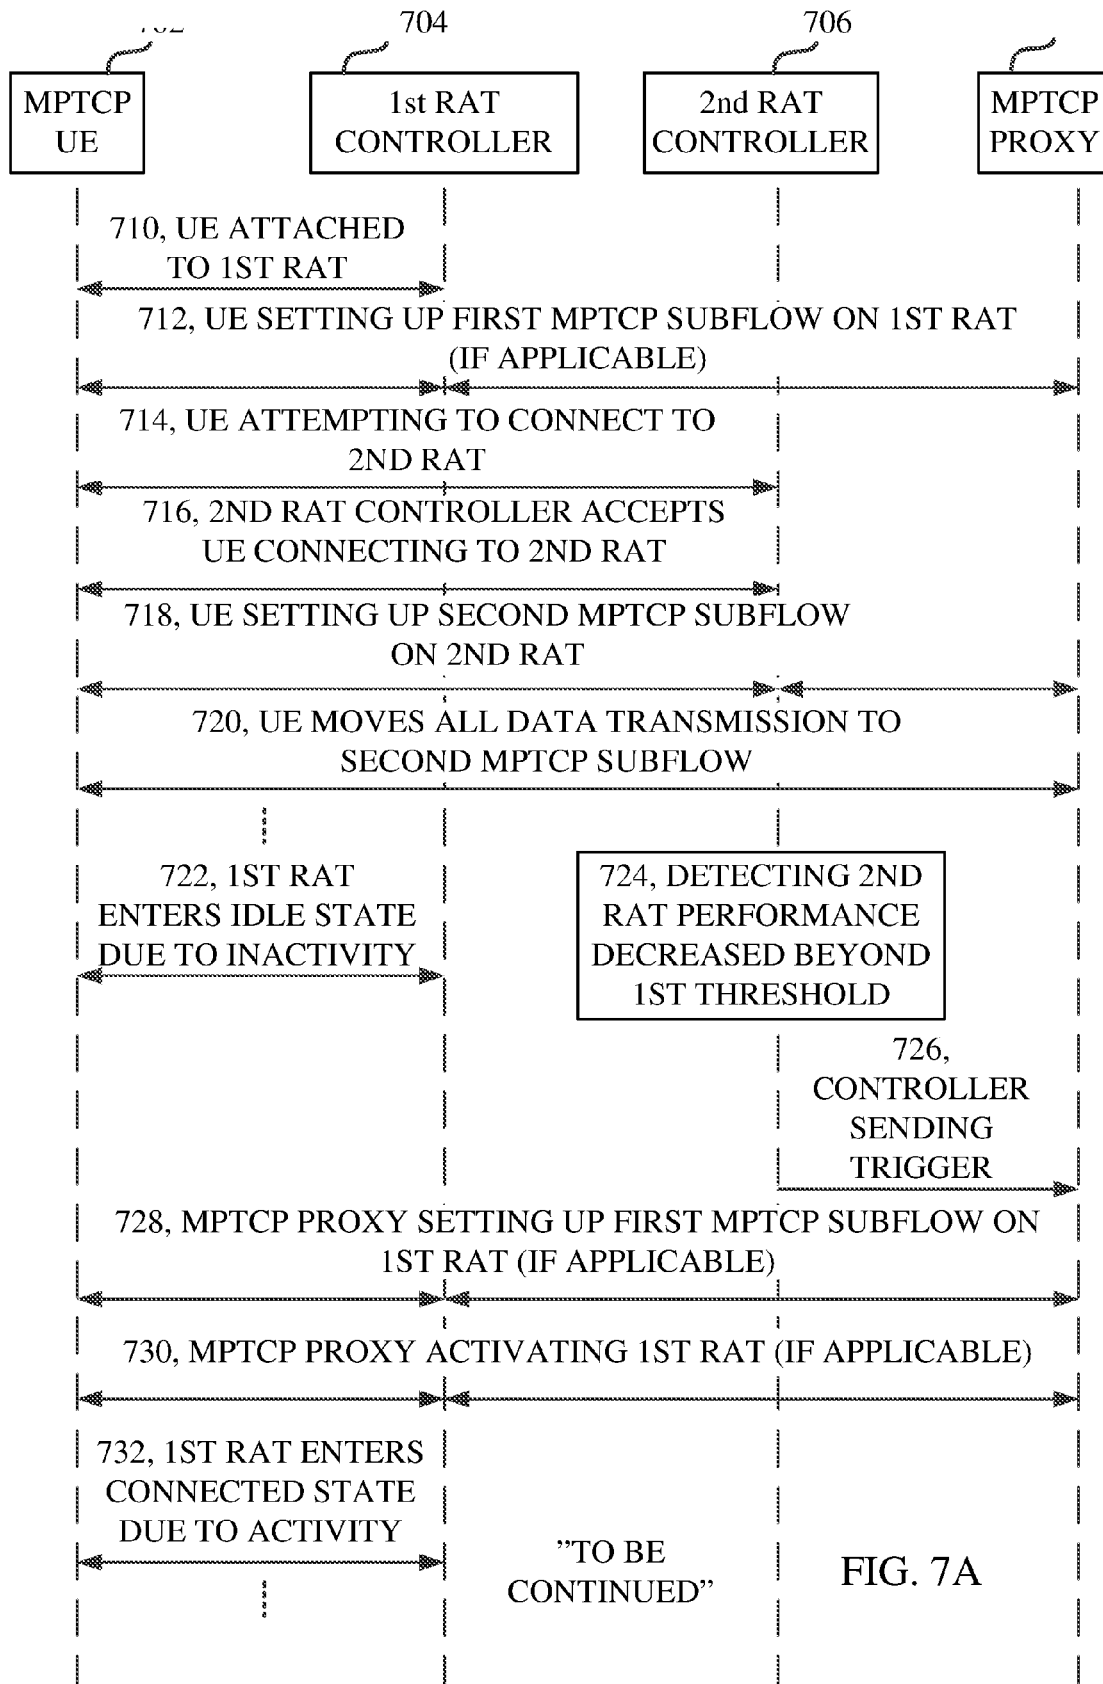 704
706
MPTCP
UE
1st RAT
CONTROLLER
2nd RAT
CONTROLLER
MPTCP
PROXY
710, UE ATTACHED
TO 1ST RAT
712, UE SETTING UP FIRST MPTCP SUBFLOW ON 1ST RAT
(IF APPLICABLE)
714, UE ATTEMPTING TO CONNECT TO
2ND RAT
716, 2ND RAT CONTROLLER ACCEPTS
UE CONNECTING TO 2ND RAT
718, UE SETTING UP SECOND MPTCP SUBFLOW
ON 2ND RAT
720, UE MOVES ALL DATA TRANSMISSION TO
SECOND MPTCP SUBFLOW
722, 1ST RAT
ENTERS IDLE STATE
DUE TO INACTIVITY
724, DETECTING 2ND
RAT PERFORMANCE
DECREASED BEYOND
1ST THRESHOLD
726,
CONTROLLER
SENDING
TRIGGER
728, MPTCP PROXY SETTING UP FIRST MPTCP SUBFLOW ON
1ST RAT (IF APPLICABLE)
730, MPTCP PROXY ACTIVATING 1ST RAT (IF APPLICABLE)
732, 1ST RAT ENTERS
CONNECTED STATE
DUE TO ACTIVITY
”TO BE
CONTINUED”
FIG. 7A